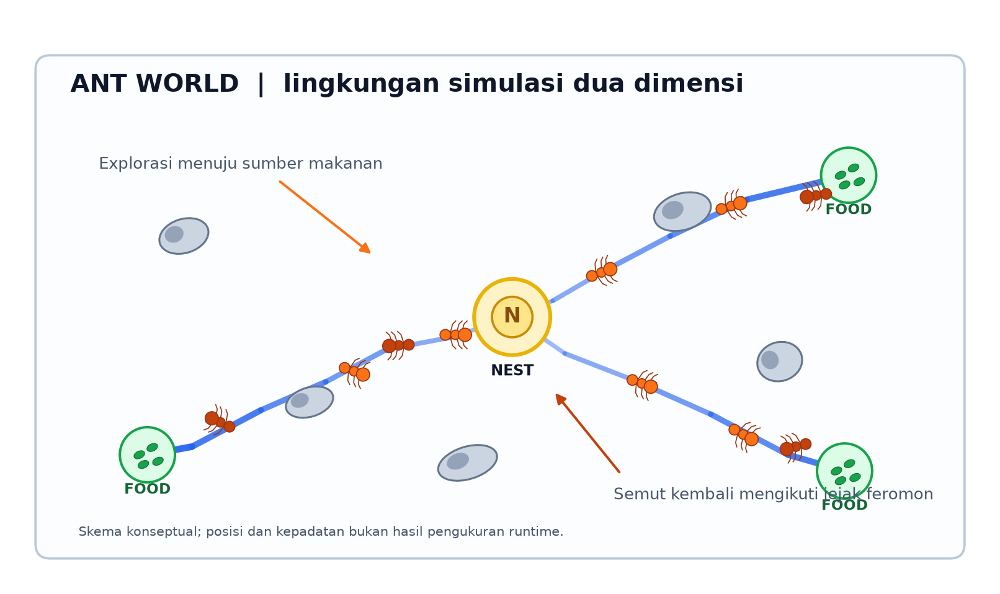 ANT WORLD | lingkungan simulasi dua dimensi
Explorasi menuju sumber makanan
FOOD
N
NEST
FOOD
Semut kembali mengikuti jejak feromon
FOOD
Skema konseptual; posisi dan kepadatan bukan hasil pengukuran runtime.